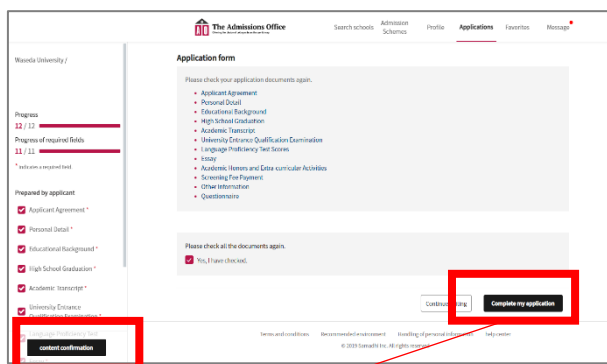 The Admissions Office
Search schools
Admission
Schemes
Profile
Applications
Favorites
Message
Waseda University /
Progress
12 / 12
Progress of required fields
11 / 11
* indicates a required field
Prepared by applicant
Applicant Agreement *
Personal Detail *
Educational Background *
High School Graduation *
Academic Transcript *
University Entrance
Qualification Examination *
Language Proficiency Test
content confirmation
Application form
Please check your application documents again.
• Applicant Agreement
• Personal Detail
• Educational Background
• High School Graduation
• Academic Transcript
• University Entrance Qualification Examination
• Language Proficiency Test Scores
• Essay
• Academic Honors and Extra-curricular Activities
• Screening Fee Payment
• Other Information
• Questionnaire
Please check all the documents again.
Yes, I have checked.
Complete my application
Terms and conditions
Recommended environment
Handling of personal information
help center
Inc. All rights reserved